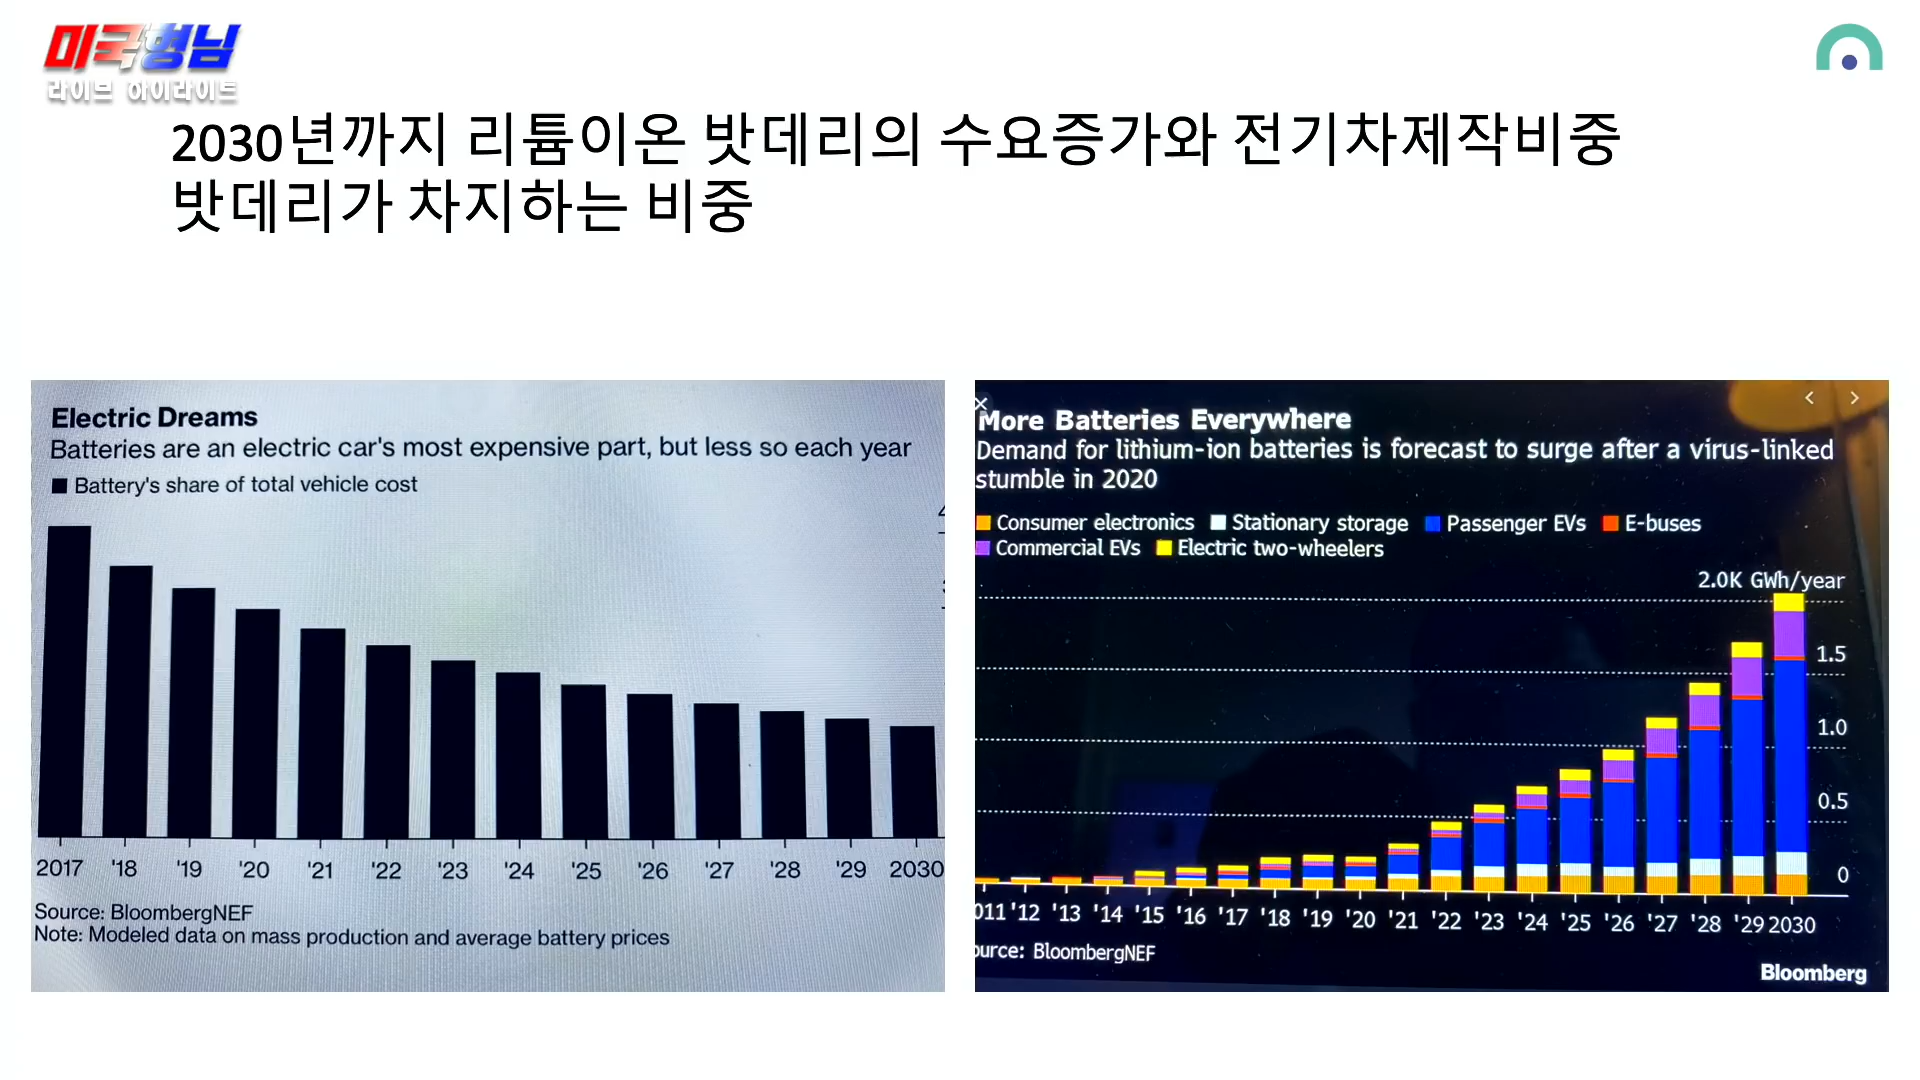 미국형님
라이브 하이라이트
2030년까지 리튬이온 밧데리의 수요증가와 전기차제작비중
밧데리가 차지하는 비중
Electric Dreams
Batteries are an electric car's most expensive part, but less so each year
Battery's share of total vehicle cost
2017 '18 '19 '20 '21 '22 '23 '24 '25 '26 '27 '28 '29 2030
Source: BloombergNEF
Note: Modeled data on mass production and average battery prices
More Batteries Everywhere
Demand for lithium-ion batteries is forecast to surge after a virus-linked
stumble in 2020
Consumer electronics Stationary storage Passenger EVs E-buses
Commercial EVs Electric two-wheelers
2.0K GWh/year
1.5
1.0
0.5
0
011 '12 '13 '14 '15 '16 '17 '18 '19 '20 '21 '22 '23 '24 '25 '26 '27 '28 '29 2030
ource: BloombergNEF
Bloomberg